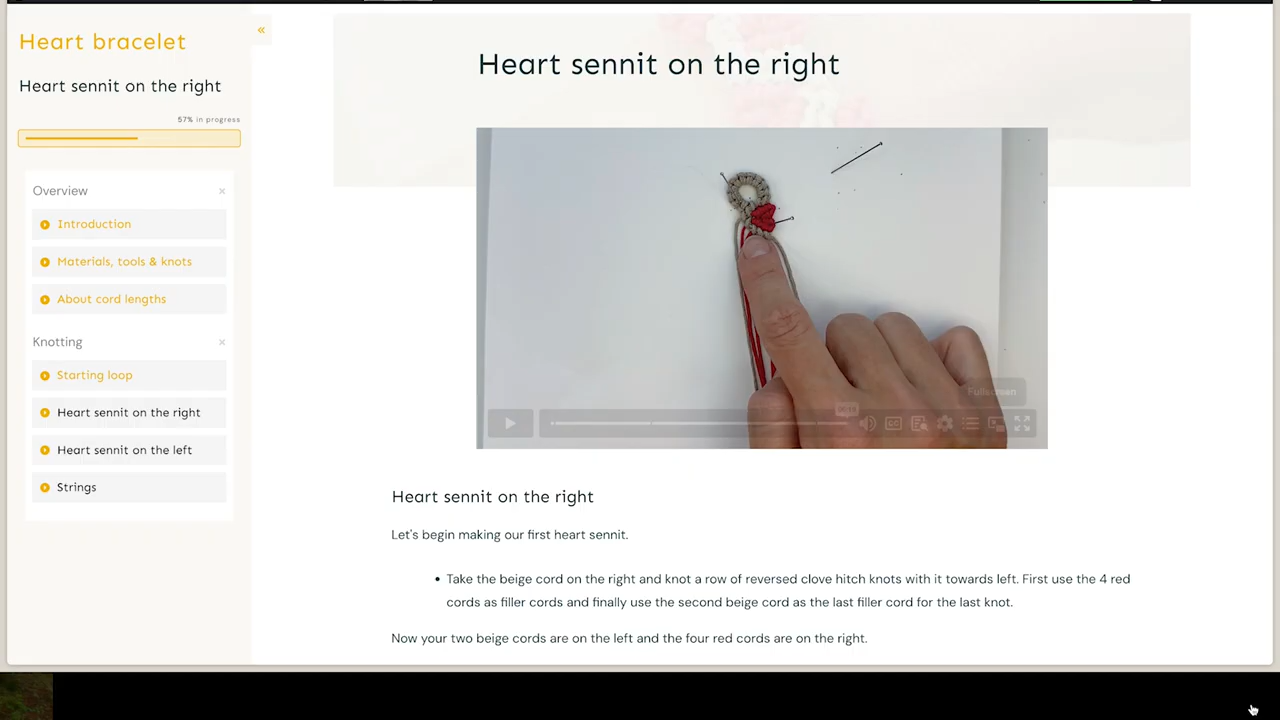 Heart bracelet
«
Heart sennit on the right
57% in progress
Overview ×
Introduction
Materials, tools & knots
About cord lengths
Knotting ×
Starting loop
Heart sennit on the right
Heart sennit on the left
Strings
Heart sennit on the right
Fullscreen
CC
Heart sennit on the right
Let's begin making our first heart sennit.
• Take the beige cord on the right and knot a row of reversed clove hitch knots with it towards left. First use the 4 red
cords as filler cords and finally use the second beige cord as the last filler cord for the last knot.
Now your two beige cords are on the left and the four red cords are on the right.